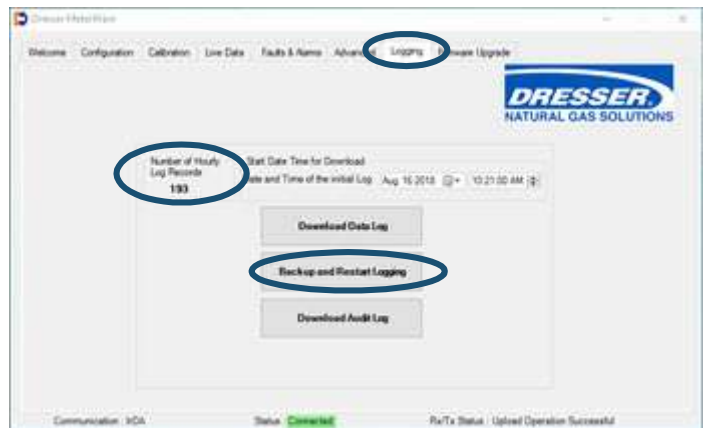 Dresser MeterWare
Welcome Configuration Calibration Live Data Faults & Alarms Advanced Logging Firmware Upgrade
DRESSER
NATURAL GAS SOLUTIONS
Number of Hourly
Log Records
193
Start Date Time for Download
Date and Time of the initial Log Aug 16 2018 10:21:00 AM
Download Data Log
Backup and Restart Logging
Download Audit Log
Communication : IrDA Status : Connected Rx/Tx Status : Upload Operation Successful